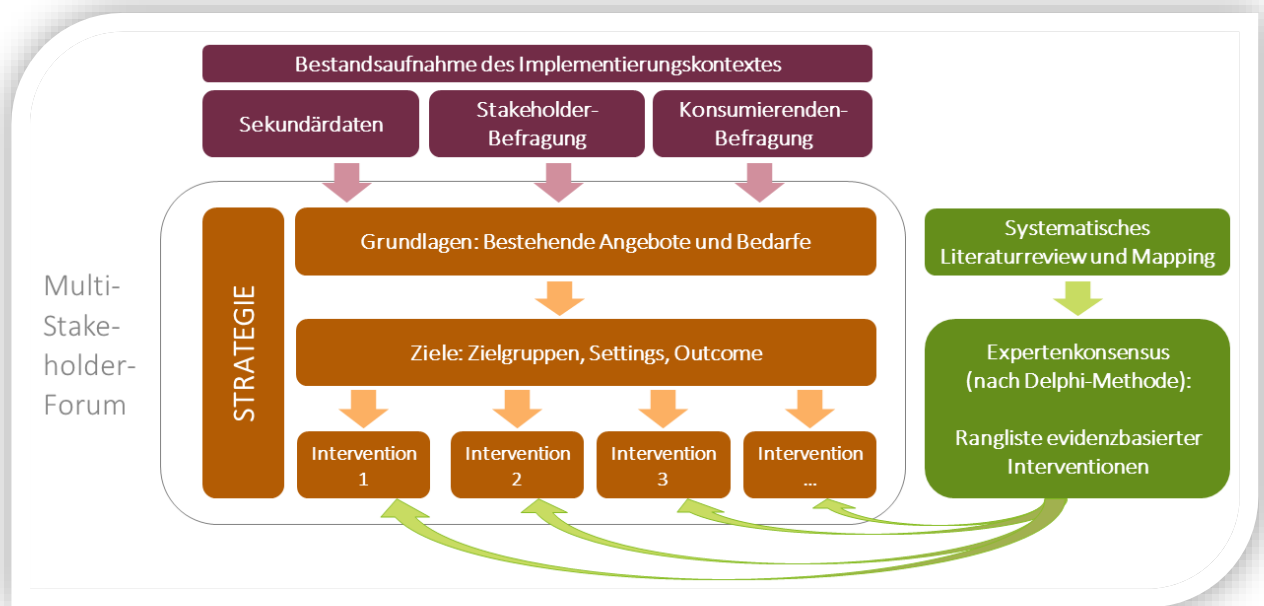 Bestandsaufnahme des Implementierungskontextes
Sekundärdaten
Stakeholder-
Befragung
Konsumierenden-
Befragung
Multi-
Stake-
holder-
Forum
STRATEGIE
Grundlagen: Bestehende Angebote und Bedarfe
Ziele: Zielgruppen, Settings, Outcome
Intervention
1
Intervention
2
Intervention
3
Intervention
...
Systematisches
Literaturreview und Mapping
Expertenkonsensus
(nach Delphi-Methode):
Rangliste evidenzbasierter
Interventionen